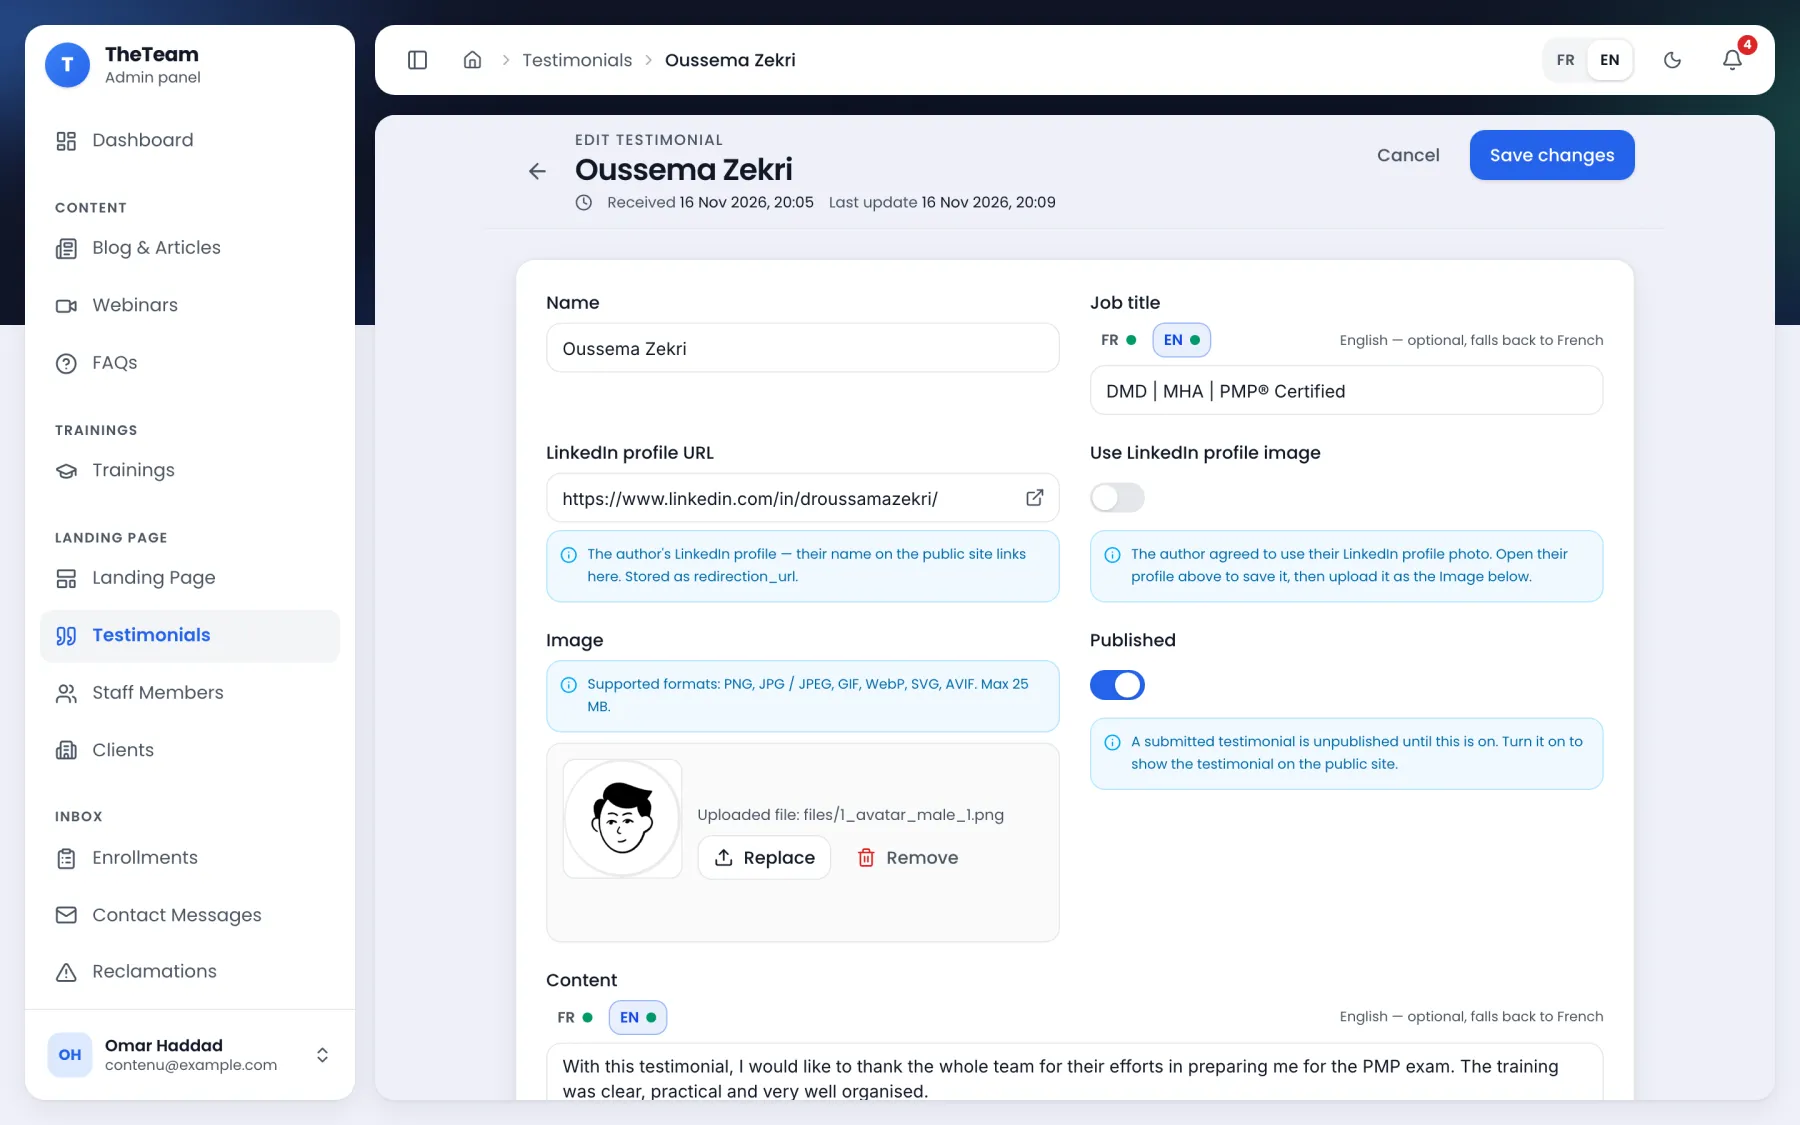 T
TheTeam
Admin panel
Dashboard
CONTENT
Blog & Articles
Webinars
FAQs
TRAININGS
Trainings
LANDING PAGE
Landing Page
Testimonials
Staff Members
Clients
INBOX
Enrollments
Contact Messages
Reclamations
OH
Omar Haddad
contenu@example.com
Testimonials
Oussema Zekri
FR
EN
4
EDIT TESTIMONIAL
Oussema Zekri
Received 16 Nov 2026, 20:05 Last update 16 Nov 2026, 20:09
Cancel
Save changes
Name
Oussema Zekri
Job title
FR
EN
English — optional, falls back to French
DMD | MHA | PMP® Certified
LinkedIn profile URL
https://www.linkedin.com/in/droussamazekri/
The author's LinkedIn profile — their name on the public site links
here. Stored as redirection_url.
Use LinkedIn profile image
The author agreed to use their LinkedIn profile photo. Open their
profile above to save it, then upload it as the Image below.
Image
Supported formats: PNG, JPG / JPEG, GIF, WebP, SVG, AVIF. Max 25
MB.
Uploaded file: files/1_avatar_male_1.png
Replace
Remove
Published
A submitted testimonial is unpublished until this is on. Turn it on to
show the testimonial on the public site.
Content
FR
EN
English — optional, falls back to French
With this testimonial, I would like to thank the whole team for their efforts in preparing me for the PMP exam. The training
was clear, practical and very well organised.